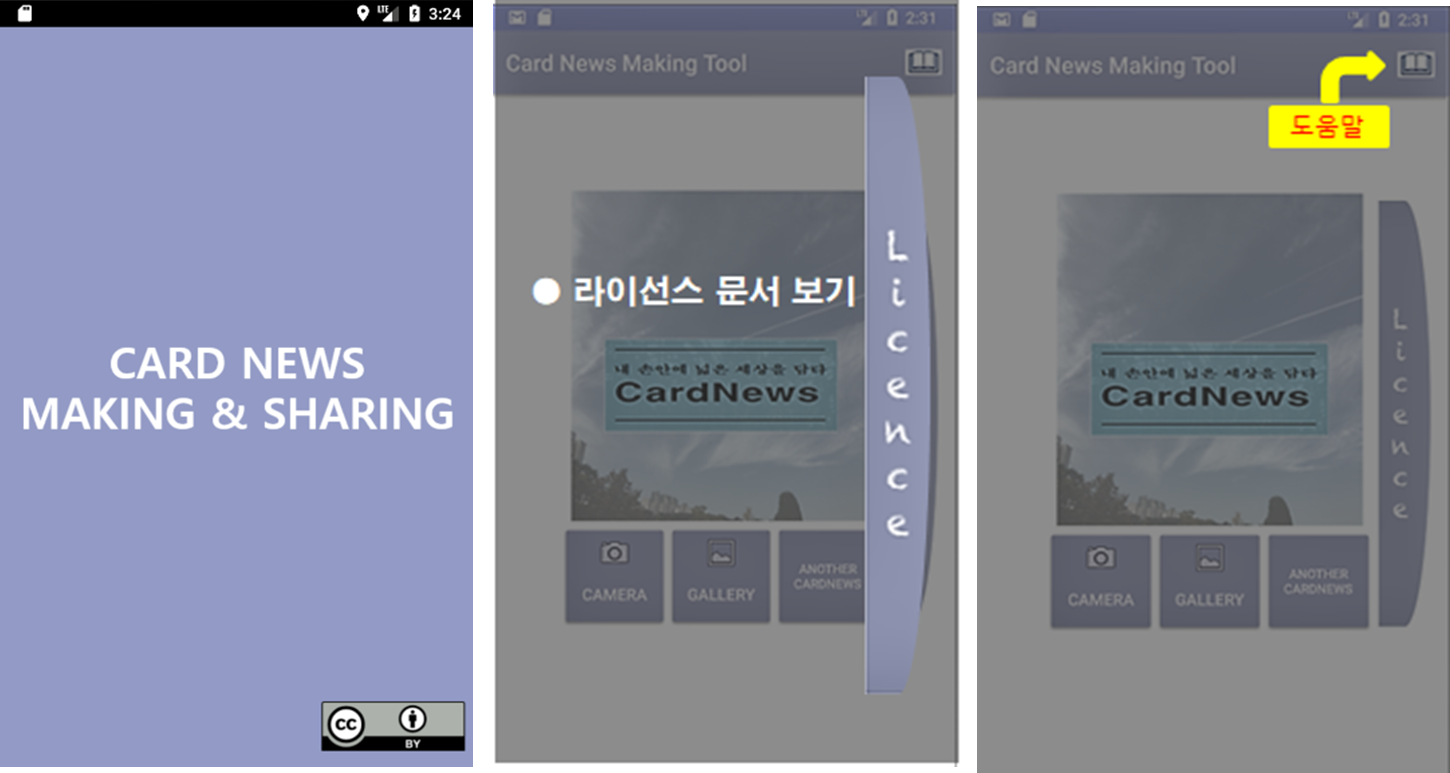 LTE 3:24
CARD NEWS
MAKING & SHARING
cc
BY
2:31
Card News Making Tool
● 라이선스 문서 보기
내 손안에 넓은 세상을 담다
CardNews
CAMERA
GALLERY
ANOTHER
CARDNEWS
L
i
c
e
n
c
e
2:31
Card News Making Tool
도움말
내 손안에 넓은 세상을 담다
CardNews
CAMERA
GALLERY
ANOTHER
CARDNEWS
L
i
c
e
n
c
e